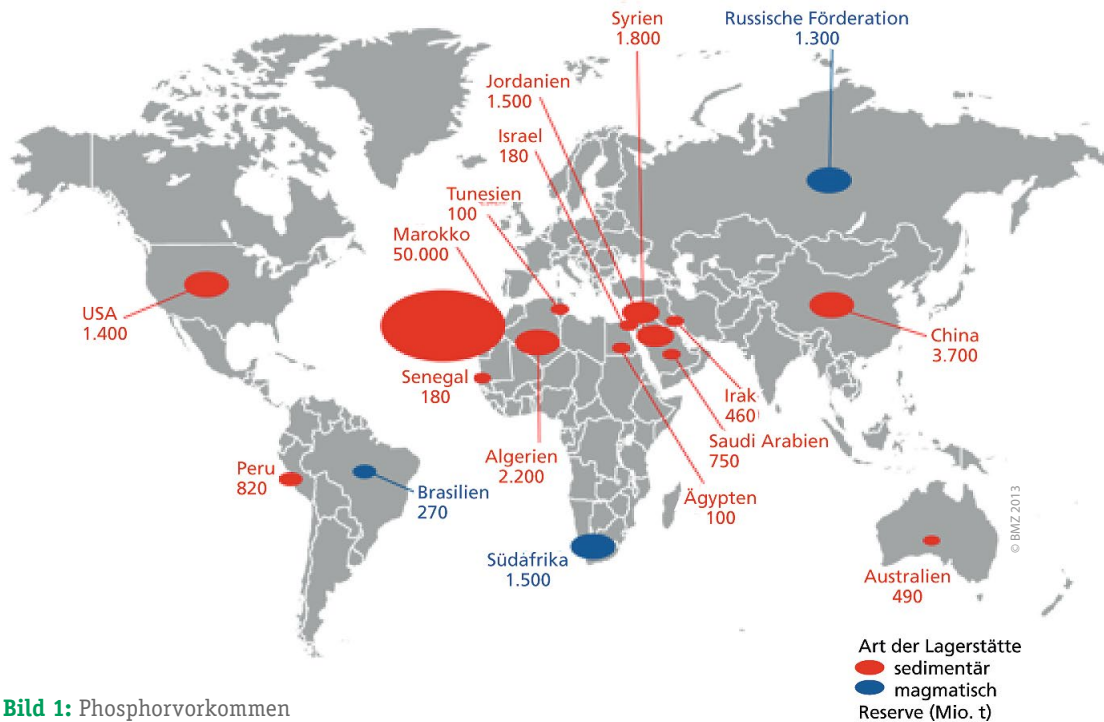 Syrien
1.800
Russische Förderation
1.300
Jordanien
1.500
Israel
180
Tunesien
100
Marokko
50.000
USA
1.400
China
3.700
Senegal
180
Irak
460
Saudi Arabien
750
Algerien
2.200
Peru
820
Brasilien
270
Ägypten
100
Südafrika
1.500
Australien
490
© BMZ 2013
Art der Lagerstätte
sedimentär
magmatisch
Reserve (Mio. t)
Bild 1: Phosphorvorkommen